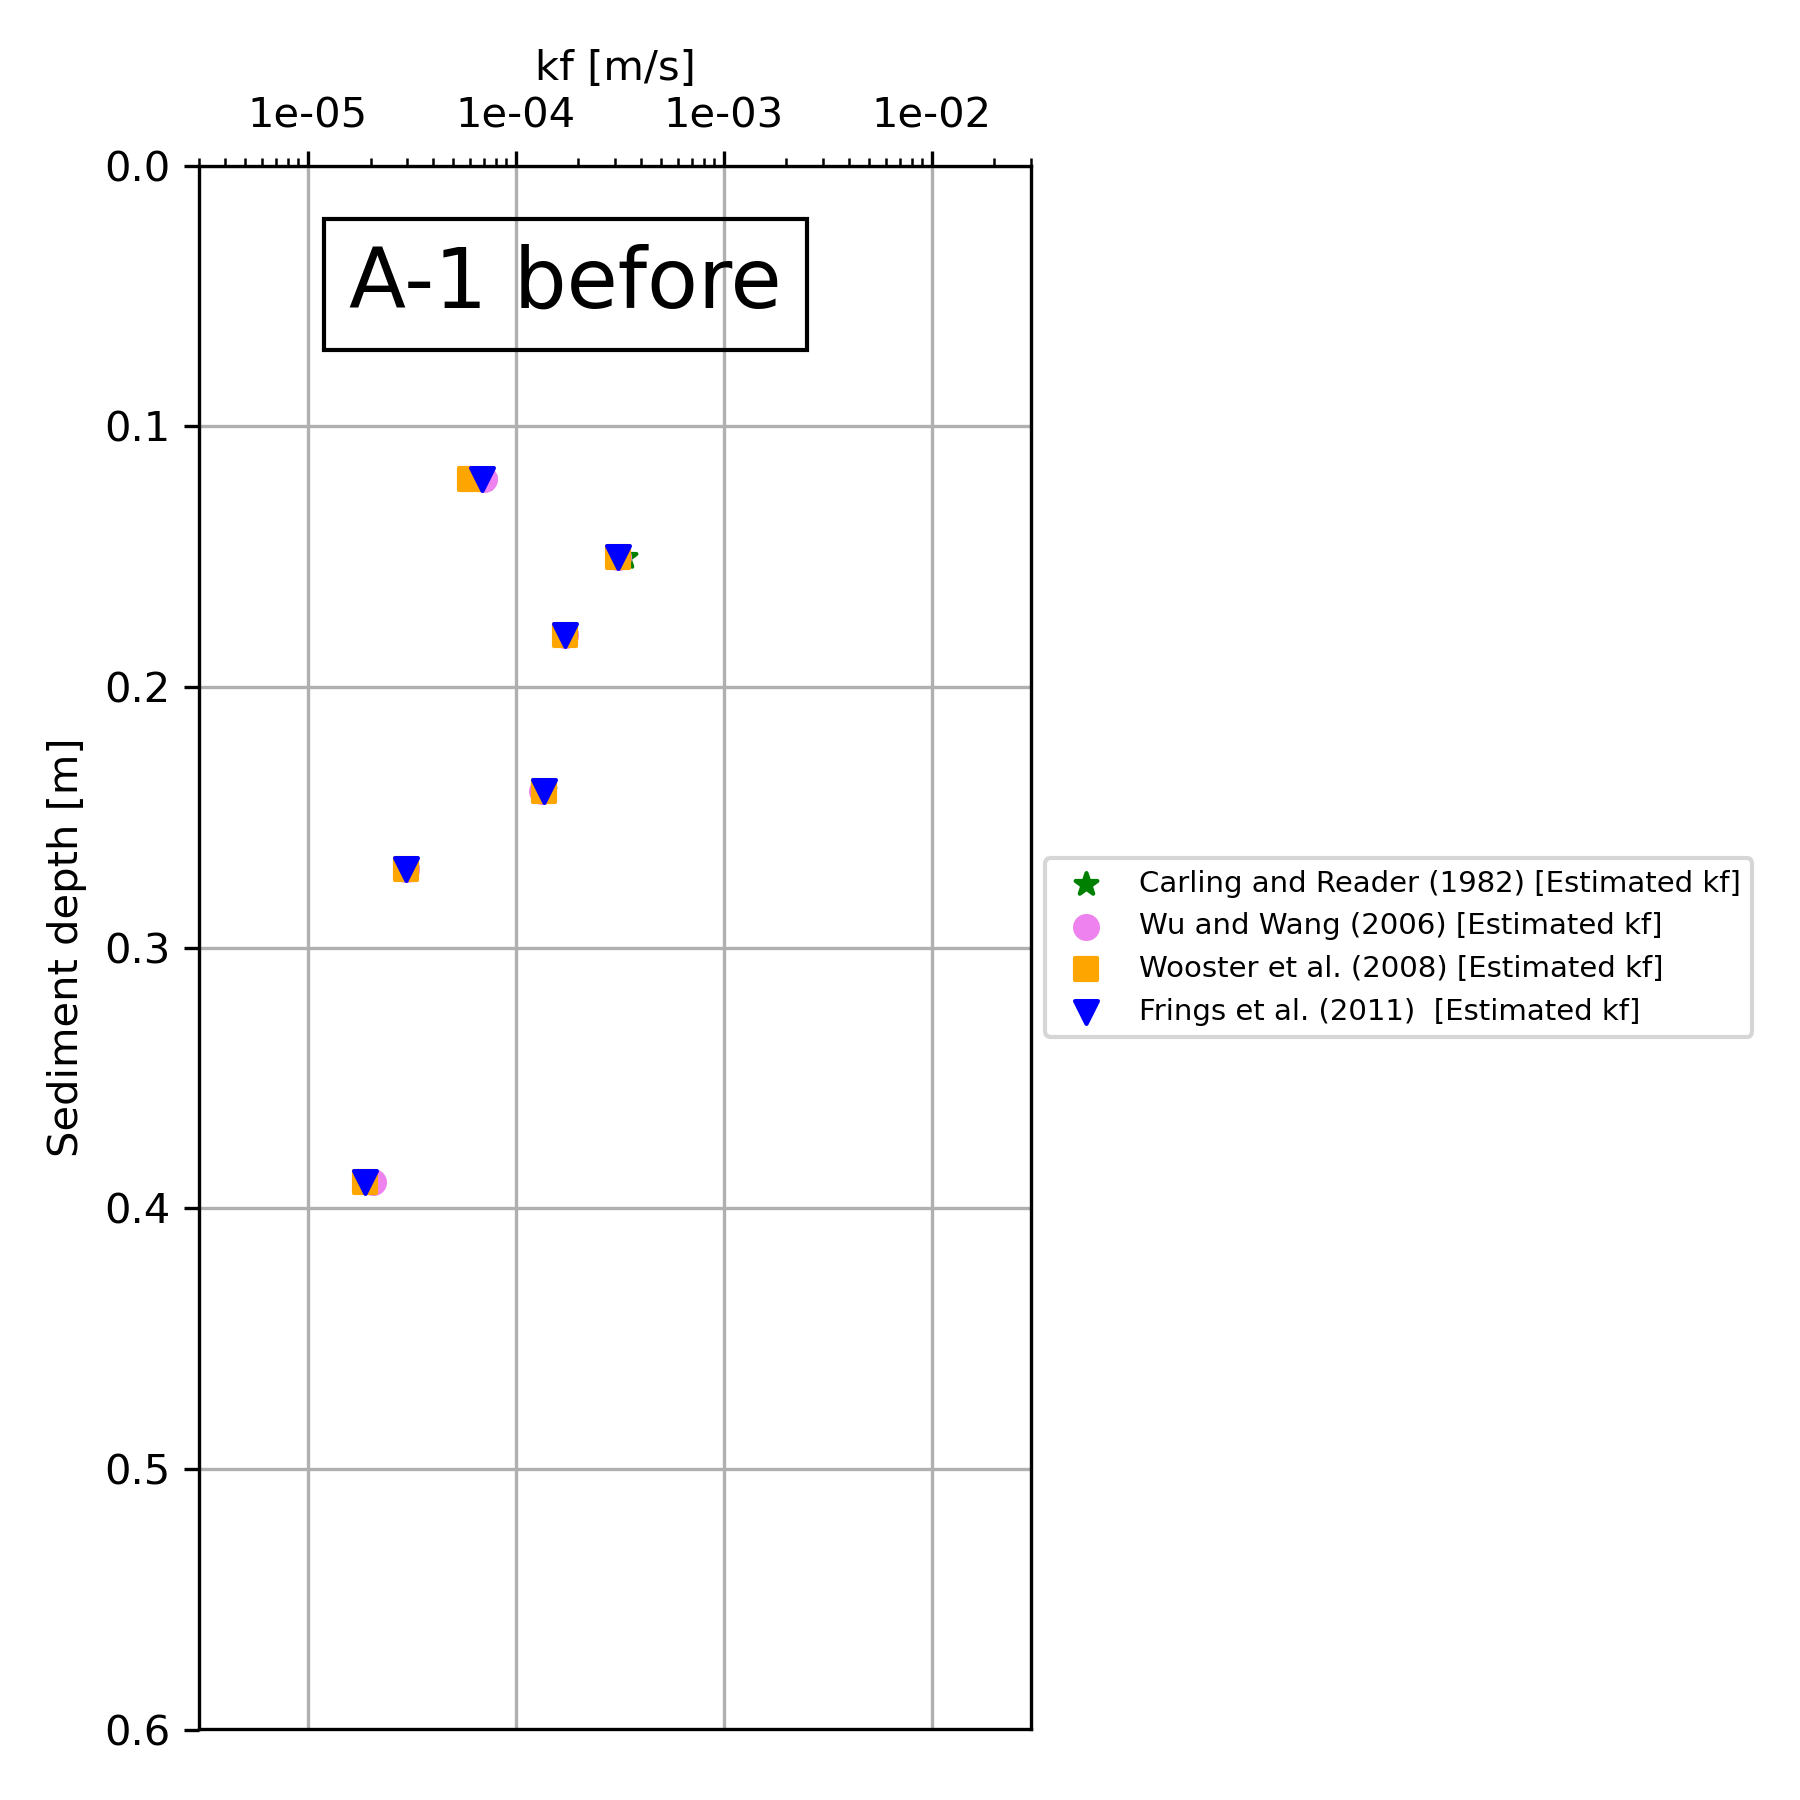 kf [m/s]
1e-05 1e-04 1e-03 1e-02
0.0
A-1 before
0.1
0.2
0.3
0.4
0.5
0.6
Sediment depth [m]
Carling and Reader (1982) [Estimated kf]
Wu and Wang (2006) [Estimated kf]
Wooster et al. (2008) [Estimated kf]
Frings et al. (2011)  [Estimated kf]